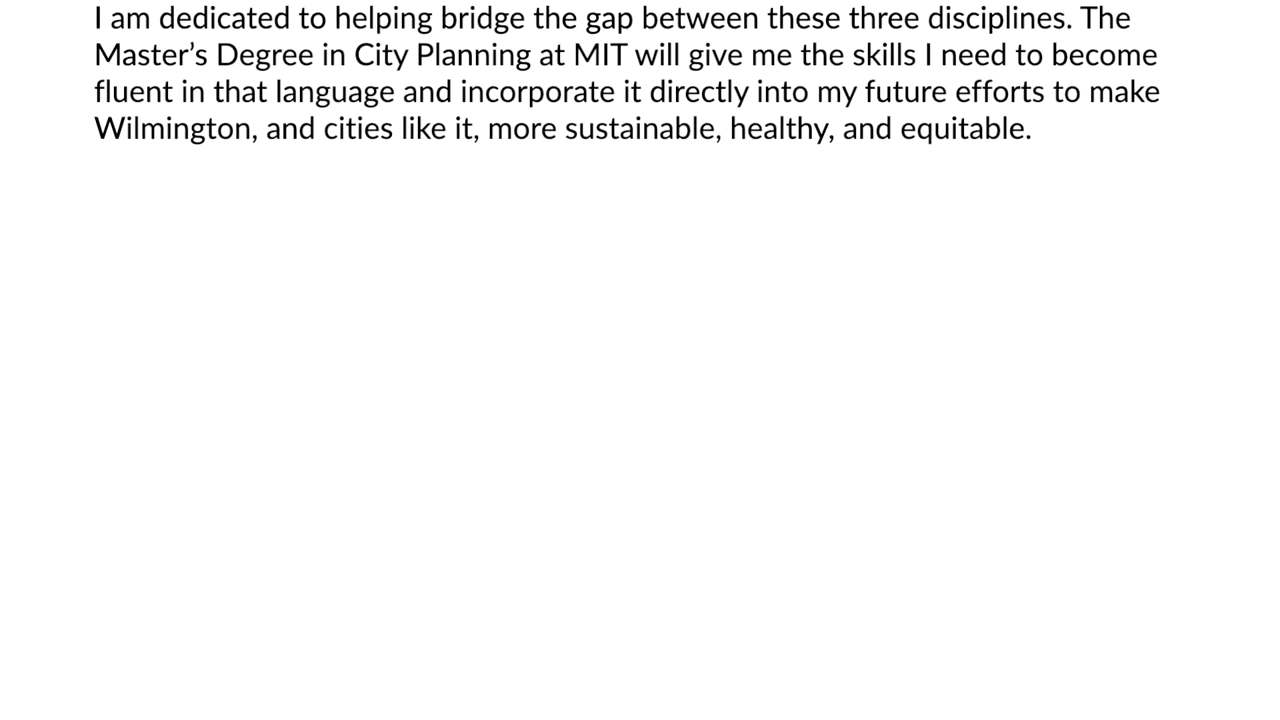 I am dedicated to helping bridge the gap between these three disciplines. The
Master’s Degree in City Planning at MIT will give me the skills I need to become
fluent in that language and incorporate it directly into my future efforts to make
Wilmington, and cities like it, more sustainable, healthy, and equitable.